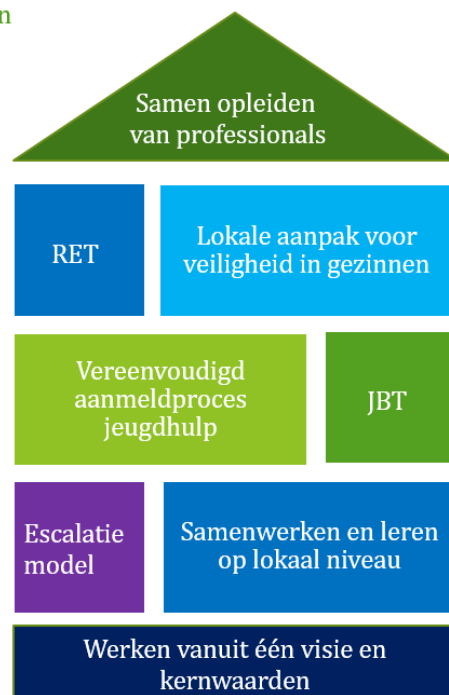 n
Samen opleiden
van professionals
RET
Lokale aanpak voor
veiligheid in gezinnen
Vereenvoudigd
aanmeldproces
jeugdhulp
JBT
Escalatie
model
Samenwerken en leren
op lokaal niveau
Werken vanuit één visie en
kernwaarden